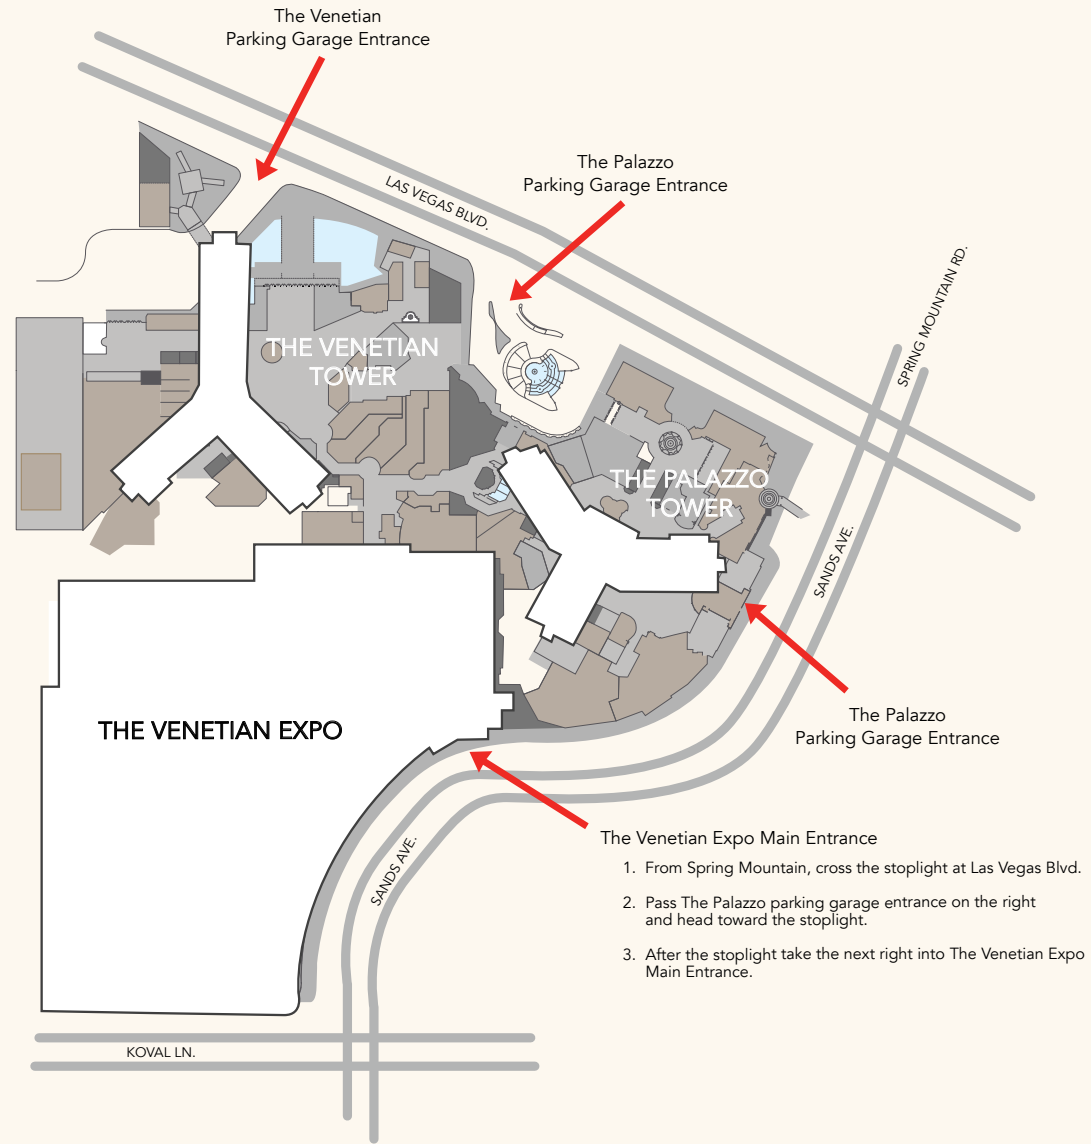 The Venetian
Parking Garage Entrance
The Palazzo
Parking Garage Entrance
LAS VEGAS BLVD.
SPRING MOUNTAIN RD.
THE VENETIAN
TOWER
THE PALAZZO
TOWER
SANDS AVE.
The Palazzo
Parking Garage Entrance
THE VENETIAN EXPO
The Venetian Expo Main Entrance
1. From Spring Mountain, cross the stoplight at Las Vegas Blvd.
2. Pass The Palazzo parking garage entrance on the right
and head toward the stoplight.
3. After the stoplight take the next right into The Venetian Expo
Main Entrance.
SANDS AVE.
KOVAL LN.